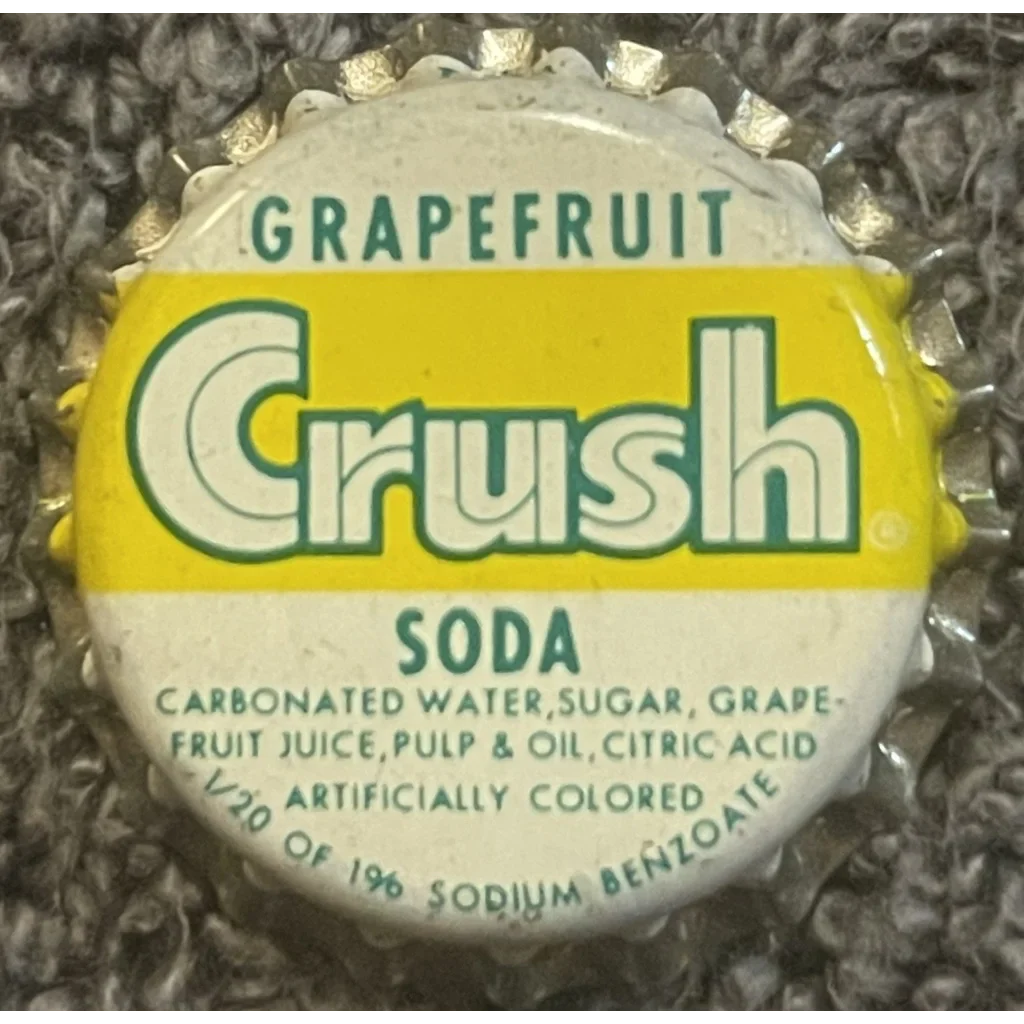 GRAPEFRUIT
Crush
®
SODA
CARBONATED WATER, SUGAR, GRAPE-
FRUIT JUICE, PULP & OIL, CITRIC ACID
ARTIFICIALLY COLORED
1/20 OF 1% SODIUM BENZOATE